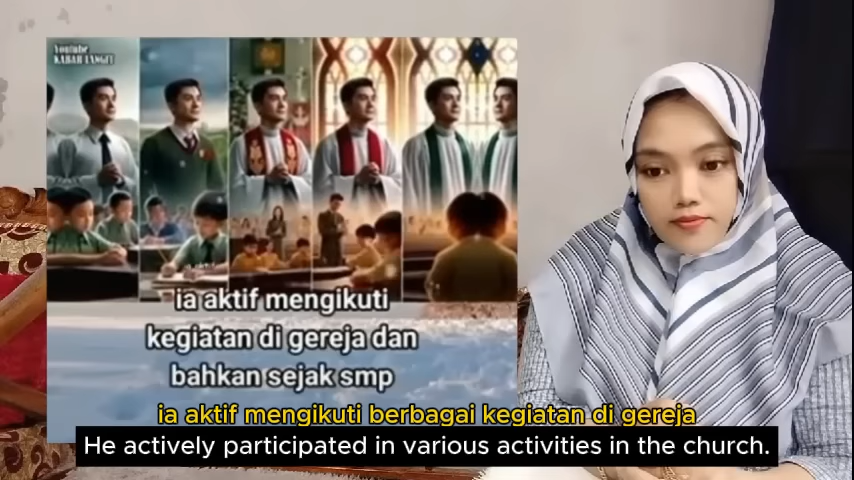 Youtube
KABAR LANGIT
ia aktif mengikuti
kegiatan di gereja dan
bahkan sejak smp
ia aktif mengikuti berbagai kegiatan di gereja
He actively participated in various activities in the church.